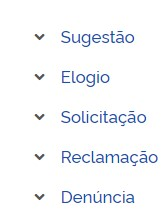 Sugestão
Elogio
Solicitação
Reclamação
Denúncia